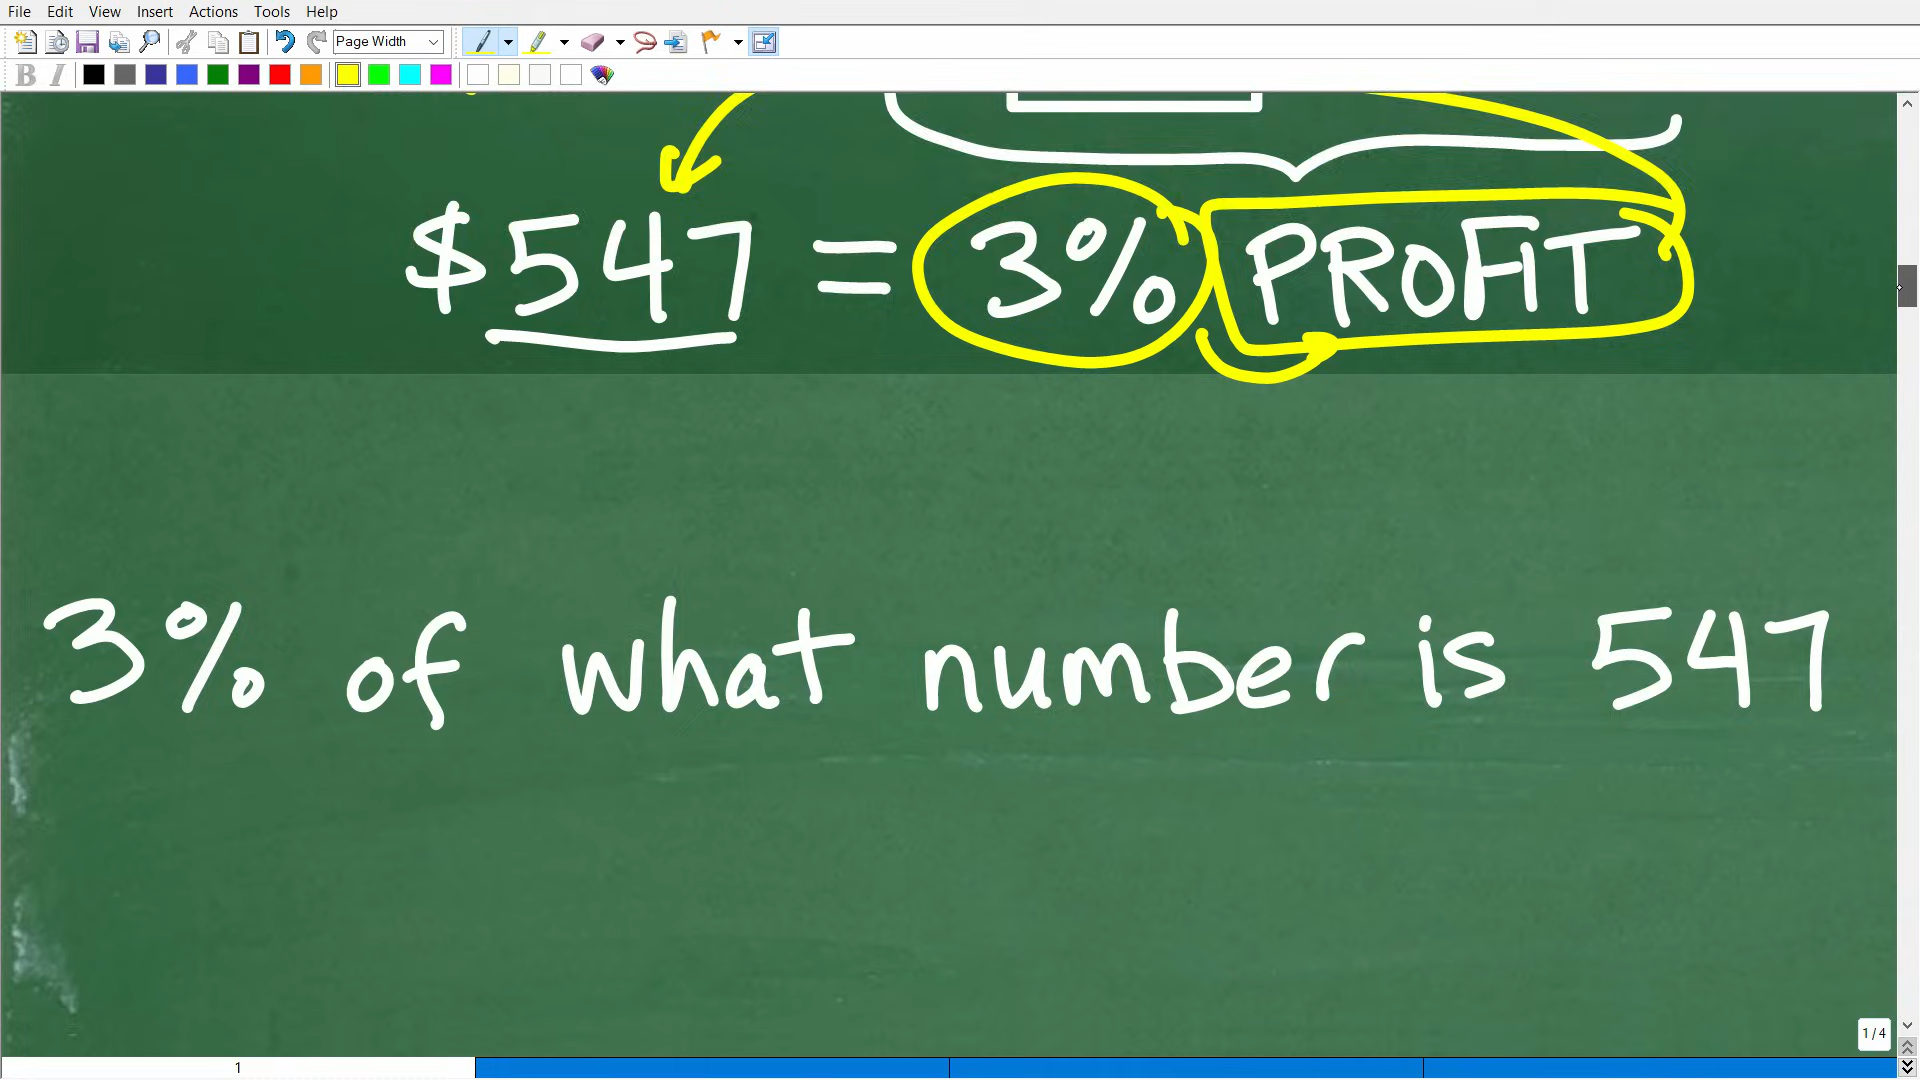 File Edit View Insert Actions Tools Help
Page Width
B I
$547 = 3% PROFIT
3% of what number is 547
1 / 4
1